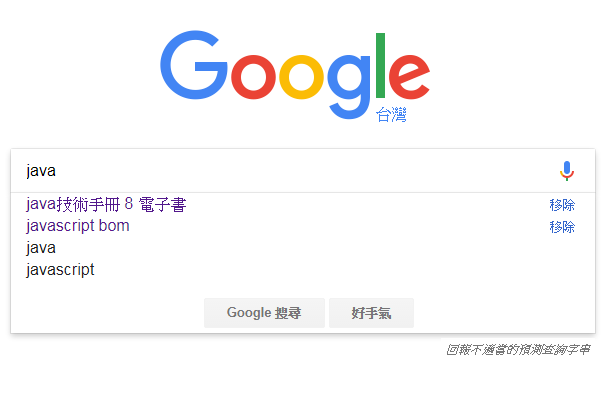 Google
台灣
java
java技術手冊 8 電子書 移除
javascript bom 移除
java
javascript
Google 搜尋 好手氣
回報不適當的預測查詢字串